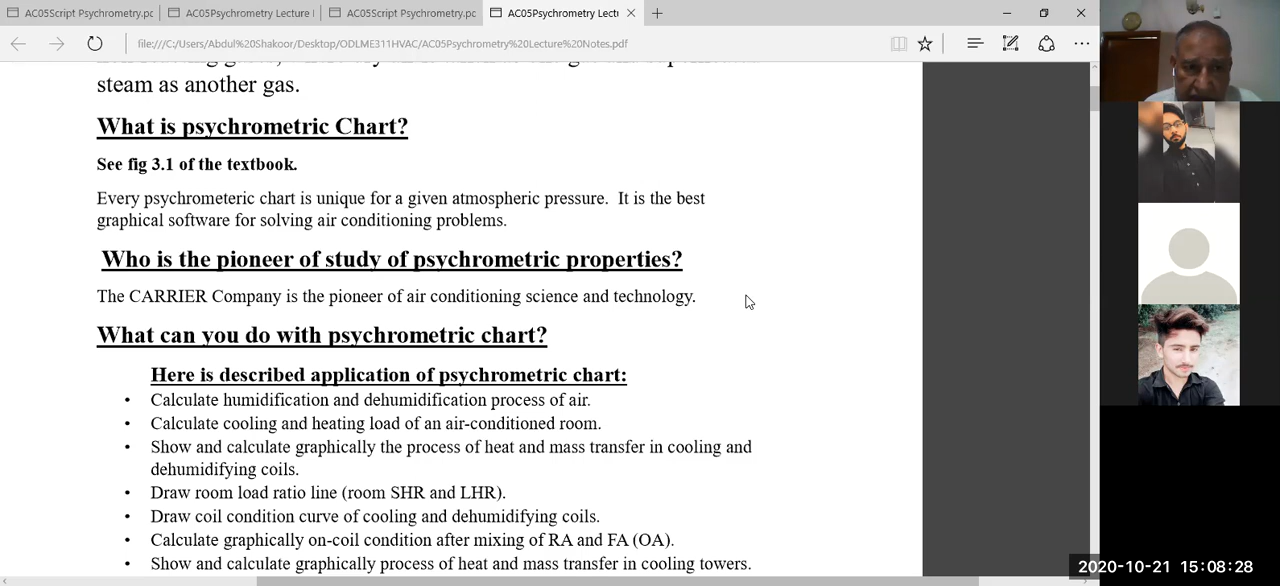 AC05Script Psychrometry.pc
AC05Psychrometry Lecture
AC05Script Psychrometry.pc
AC05Psychrometry Lectu
file:///C:/Users/Abdul%20Shakoor/Desktop/ODLME311HVAC/AC05Psychrometry%20Lecture%20Notes.pdf
steam as another gas.
What is psychrometric Chart?
See fig 3.1 of the textbook.
Every psychrometeric chart is unique for a given atmospheric pressure. It is the best
graphical software for solving air conditioning problems.
Who is the pioneer of study of psychrometric properties?
The CARRIER Company is the pioneer of air conditioning science and technology.
What can you do with psychrometric chart?
Here is described application of psychrometric chart:
• Calculate humidification and dehumidification process of air.
• Calculate cooling and heating load of an air-conditioned room.
• Show and calculate graphically the process of heat and mass transfer in cooling and
dehumidifying coils.
• Draw room load ratio line (room SHR and LHR).
• Draw coil condition curve of cooling and dehumidifying coils.
• Calculate graphically on-coil condition after mixing of RA and FA (OA).
• Show and calculate graphically process of heat and mass transfer in cooling towers.
2020-10-21 15:08:28